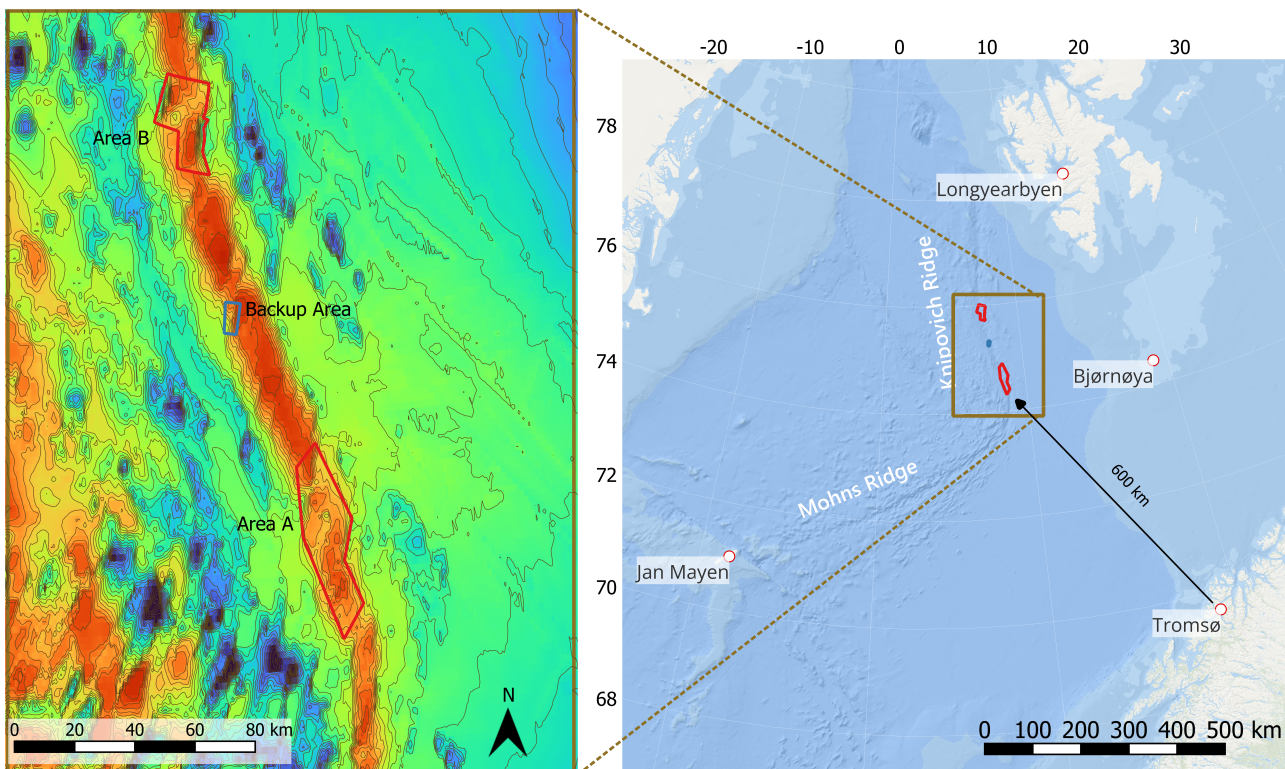 Area B
Backup Area
Area A
N
0 20 40 60 80 km
-20 -10 0 10 20 30
78
76
74
72
70
68
Longyearbyen
Knipovich Ridge
Bjørnøya
Mohns Ridge
600 km
Jan Mayen
Tromsø
0 100 200 300 400 500 km